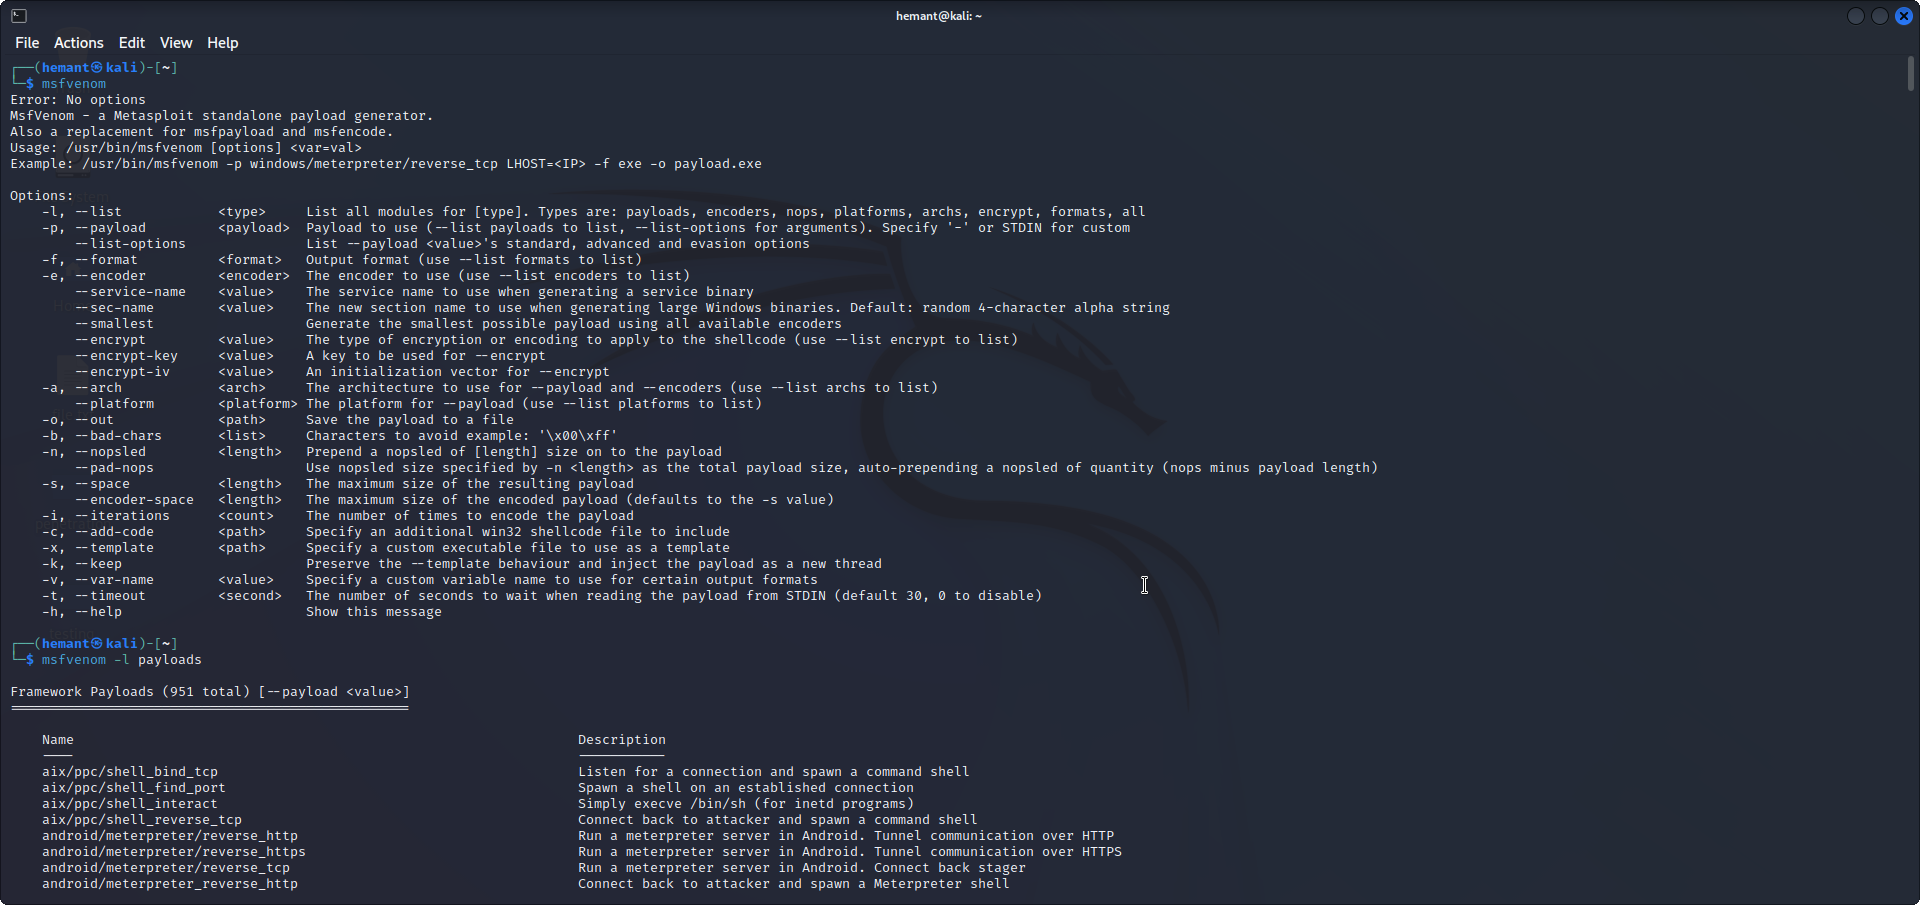 hemant@kali: ~
File Actions Edit View Help
┌──(hemant㉿kali)-[~]
└─$ msfvenom
Error: No options
MsfVenom - a Metasploit standalone payload generator.
Also a replacement for msfpayload and msfencode.
Usage: /usr/bin/msfvenom [options] <var=val>
Example: /usr/bin/msfvenom -p windows/meterpreter/reverse_tcp LHOST=<IP> -f exe -o payload.exe
Options:
-l, --list <type> List all modules for [type]. Types are: payloads, encoders, nops, platforms, archs, encrypt, formats, all
-p, --payload <payload> Payload to use (--list payloads to list, --list-options for arguments). Specify '-' or STDIN for custom
--list-options List --payload <value>'s standard, advanced and evasion options
-f, --format <format> Output format (use --list formats to list)
-e, --encoder <encoder> The encoder to use (use --list encoders to list)
--service-name <value> The service name to use when generating a service binary
--sec-name <value> The new section name to use when generating large Windows binaries. Default: random 4-character alpha string
--smallest Generate the smallest possible payload using all available encoders
--encrypt <value> The type of encryption or encoding to apply to the shellcode (use --list encrypt to list)
--encrypt-key <value> A key to be used for --encrypt
--encrypt-iv <value> An initialization vector for --encrypt
-a, --arch <arch> The architecture to use for --payload and --encoders (use --list archs to list)
--platform <platform> The platform for --payload (use --list platforms to list)
-o, --out <path> Save the payload to a file
-b, --bad-chars <list> Characters to avoid example: '\x00\xff'
-n, --nopsled <length> Prepend a nopsled of [length] size on to the payload
--pad-nops Use nopsled size specified by -n <length> as the total payload size, auto-prepending a nopsled of quantity (nops minus payload length)
-s, --space <length> The maximum size of the resulting payload
--encoder-space <length> The maximum size of the encoded payload (defaults to the -s value)
-i, --iterations <count> The number of times to encode the payload
-c, --add-code <path> Specify an additional win32 shellcode file to include
-x, --template <path> Specify a custom executable file to use as a template
-k, --keep Preserve the --template behaviour and inject the payload as a new thread
-v, --var-name <value> Specify a custom variable name to use for certain output formats
-t, --timeout <second> The number of seconds to wait when reading the payload from STDIN (default 30, 0 to disable)
-h, --help Show this message
┌──(hemant㉿kali)-[~]
└─$ msfvenom -l payloads
Framework Payloads (951 total) [--payload <value>]
Name Description
aix/ppc/shell_bind_tcp Listen for a connection and spawn a command shell
aix/ppc/shell_find_port Spawn a shell on an established connection
aix/ppc/shell_interact Simply execve /bin/sh (for inetd programs)
aix/ppc/shell_reverse_tcp Connect back to attacker and spawn a command shell
android/meterpreter/reverse_http Run a meterpreter server in Android. Tunnel communication over HTTP
android/meterpreter/reverse_https Run a meterpreter server in Android. Tunnel communication over HTTPS
android/meterpreter/reverse_tcp Run a meterpreter server in Android. Connect back stager
android/meterpreter_reverse_http Connect back to attacker and spawn a Meterpreter shell